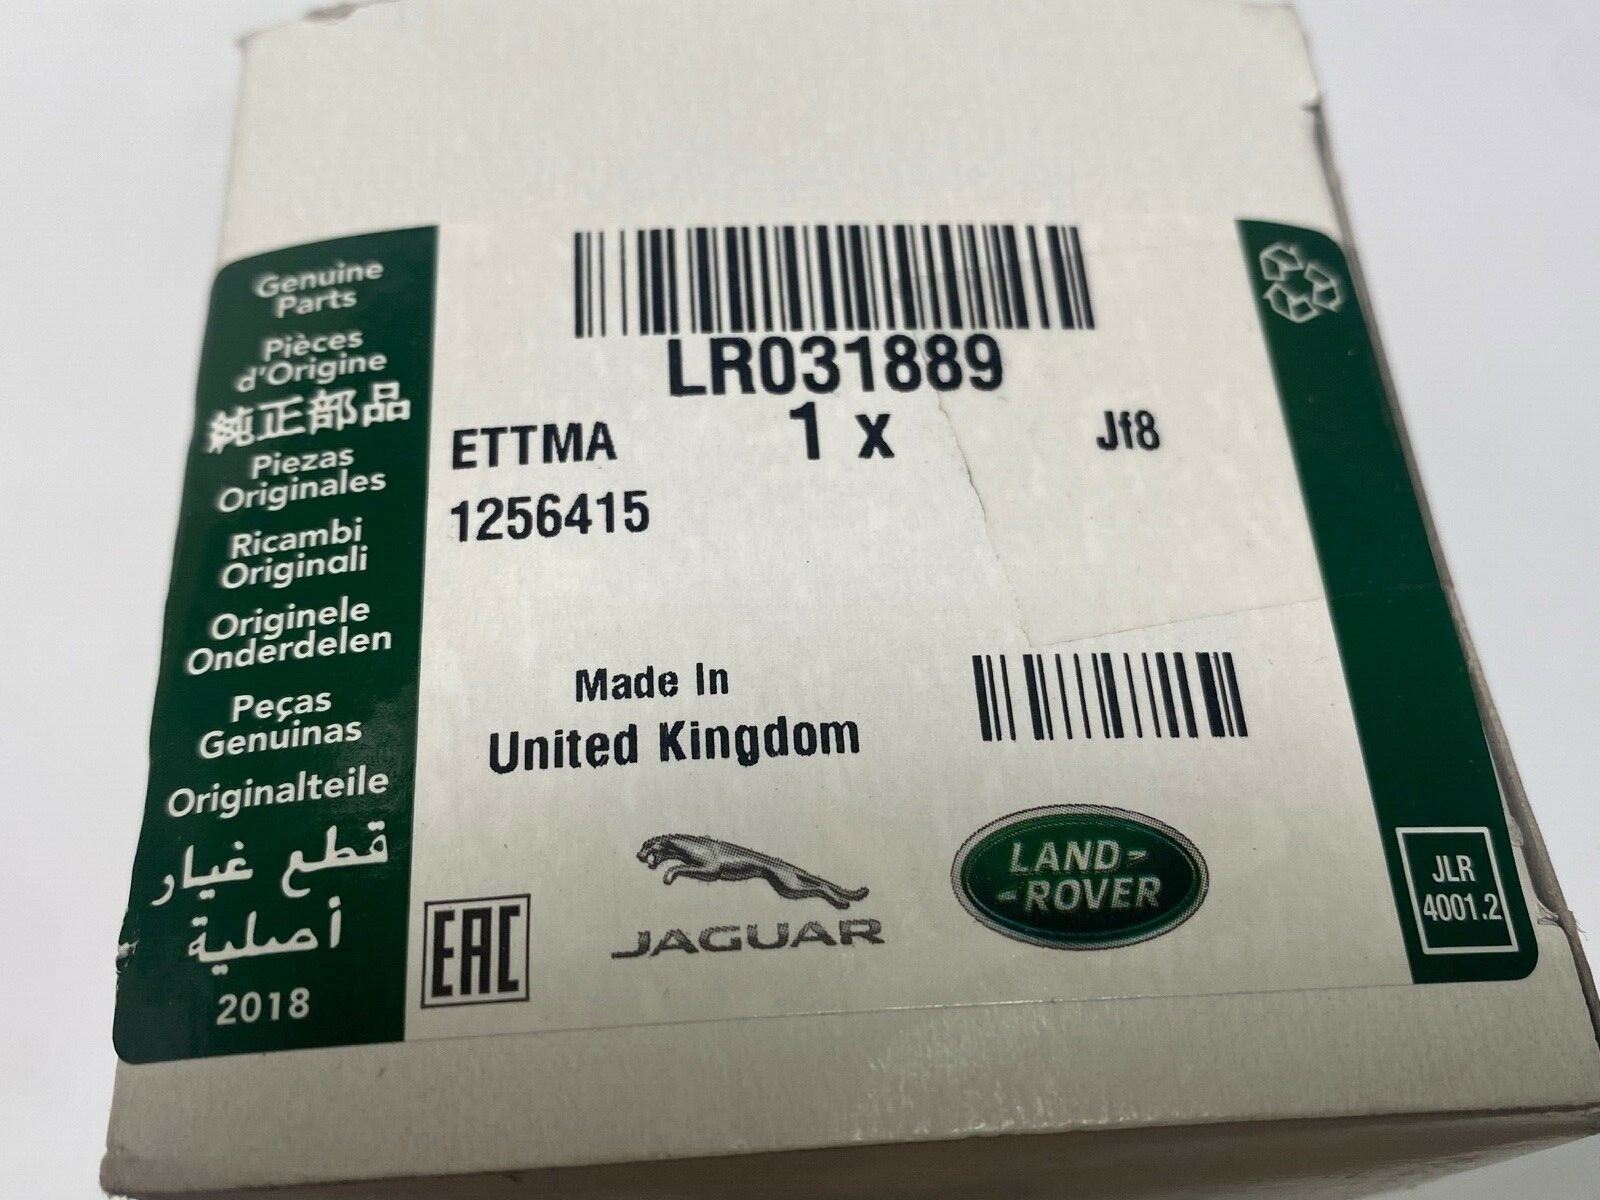 Genuine
Parts
Pièces
d'Origine
純正部品
Piezas
Originales
Ricambi
Originali
Originele
Onderdelen
Peças
Genuinas
Originalteile
قطع غيار
أصلية
2018
LR031889
ETTMA 1 x Jf8
1256415
Made In
United Kingdom
EAC
JAGUAR
LAND-
-ROVER
JLR
4001.2